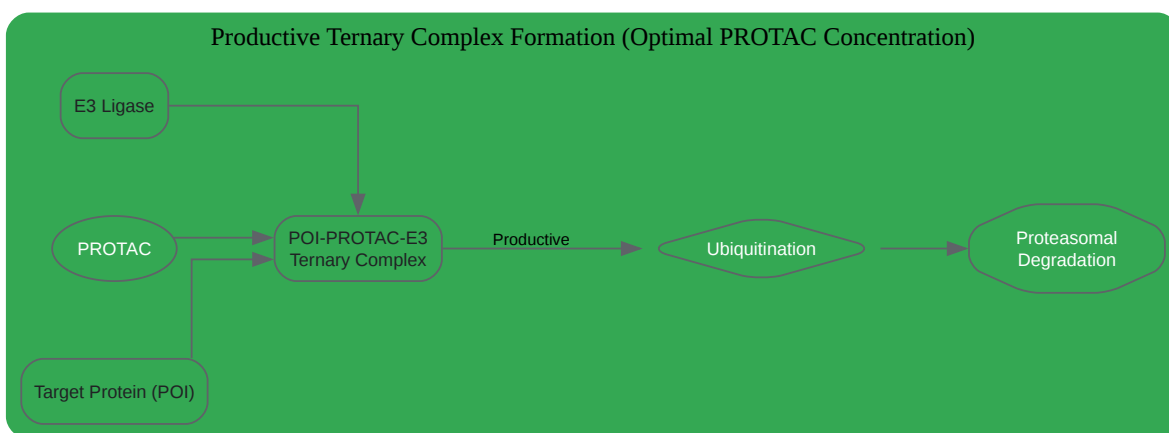 Productive Ternary Complex Formation (Optimal PROTAC Concentration)
E3 Ligase
PROTAC
POI-PROTAC-E3
Ternary Complex
Productive
Ubiquitination
Proteasomal
Degradation
Target Protein (POI)